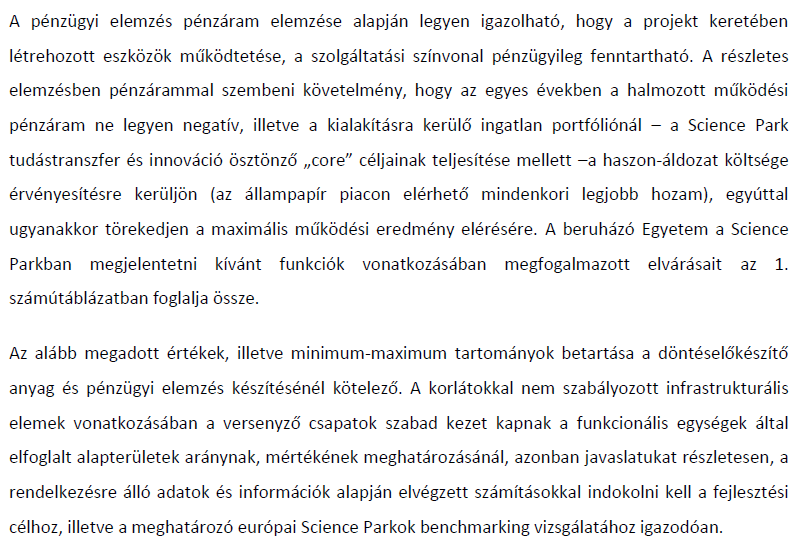 A pénzügyi elemzés pénzáram elemzése alapján legyen igazolható, hogy a projekt keretében
létrehozott eszközök működtetése, a szolgáltatási színvonal pénzügyileg fenntartható. A részletes
elemzésben pénzárammal szembeni követelmény, hogy az egyes években a halmozott működési
pénzáram ne legyen negatív, illetve a kialakításra kerülő ingatlan portfóliónál – a Science Park
tudástranszfer és innováció ösztönző „core” céljainak teljesítése mellett –a haszon-áldozat költsége
érvényesítésre kerüljön (az állampapír piacon elérhető mindenkori legjobb hozam), egyúttal
ugyanakkor törekedjen a maximális működési eredmény elérésére. A beruházó Egyetem a Science
Parkban megjelentetni kívánt funkciók vonatkozásában megfogalmazott elvárásait az 1.
számútáblázatban foglalja össze.
Az alább megadott értékek, illetve minimum-maximum tartományok betartása a döntéselőkészítő
anyag és pénzügyi elemzés készítésénél kötelező. A korlátokkal nem szabályozott infrastrukturális
elemek vonatkozásában a versenyző csapatok szabad kezet kapnak a funkcionális egységek által
elfoglalt alapterületek aránynak, mértékének meghatározásánál, azonban javaslatukat részletesen, a
rendelkezésre álló adatok és információk alapján elvégzett számításokkal indokolni kell a fejlesztési
célhoz, illetve a meghatározó európai Science Parkok benchmarking vizsgálatához igazodóan.